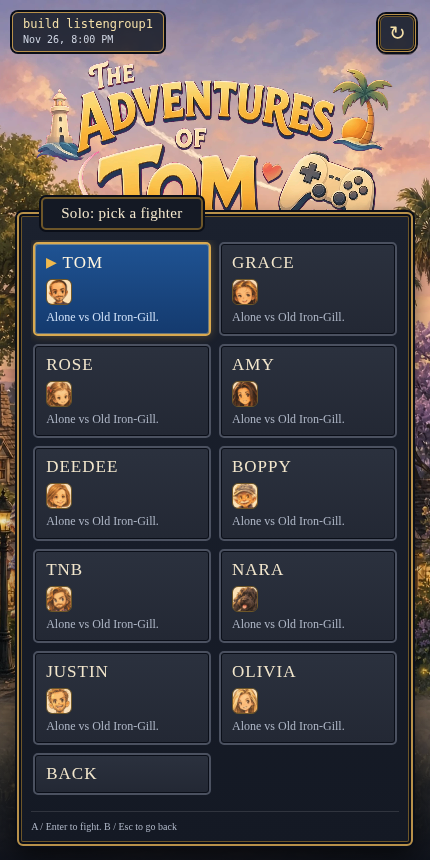 build listengroup1
Nov 26, 8:00 PM
↻
THE
ADVENTURES
OF
TOM
Solo: pick a fighter
▶ TOM
Alone vs Old Iron-Gill.
GRACE
Alone vs Old Iron-Gill.
ROSE
Alone vs Old Iron-Gill.
AMY
Alone vs Old Iron-Gill.
DEEDEE
Alone vs Old Iron-Gill.
BOPPY
Alone vs Old Iron-Gill.
TNB
Alone vs Old Iron-Gill.
NARA
Alone vs Old Iron-Gill.
JUSTIN
Alone vs Old Iron-Gill.
OLIVIA
Alone vs Old Iron-Gill.
BACK
A / Enter to fight. B / Esc to go back